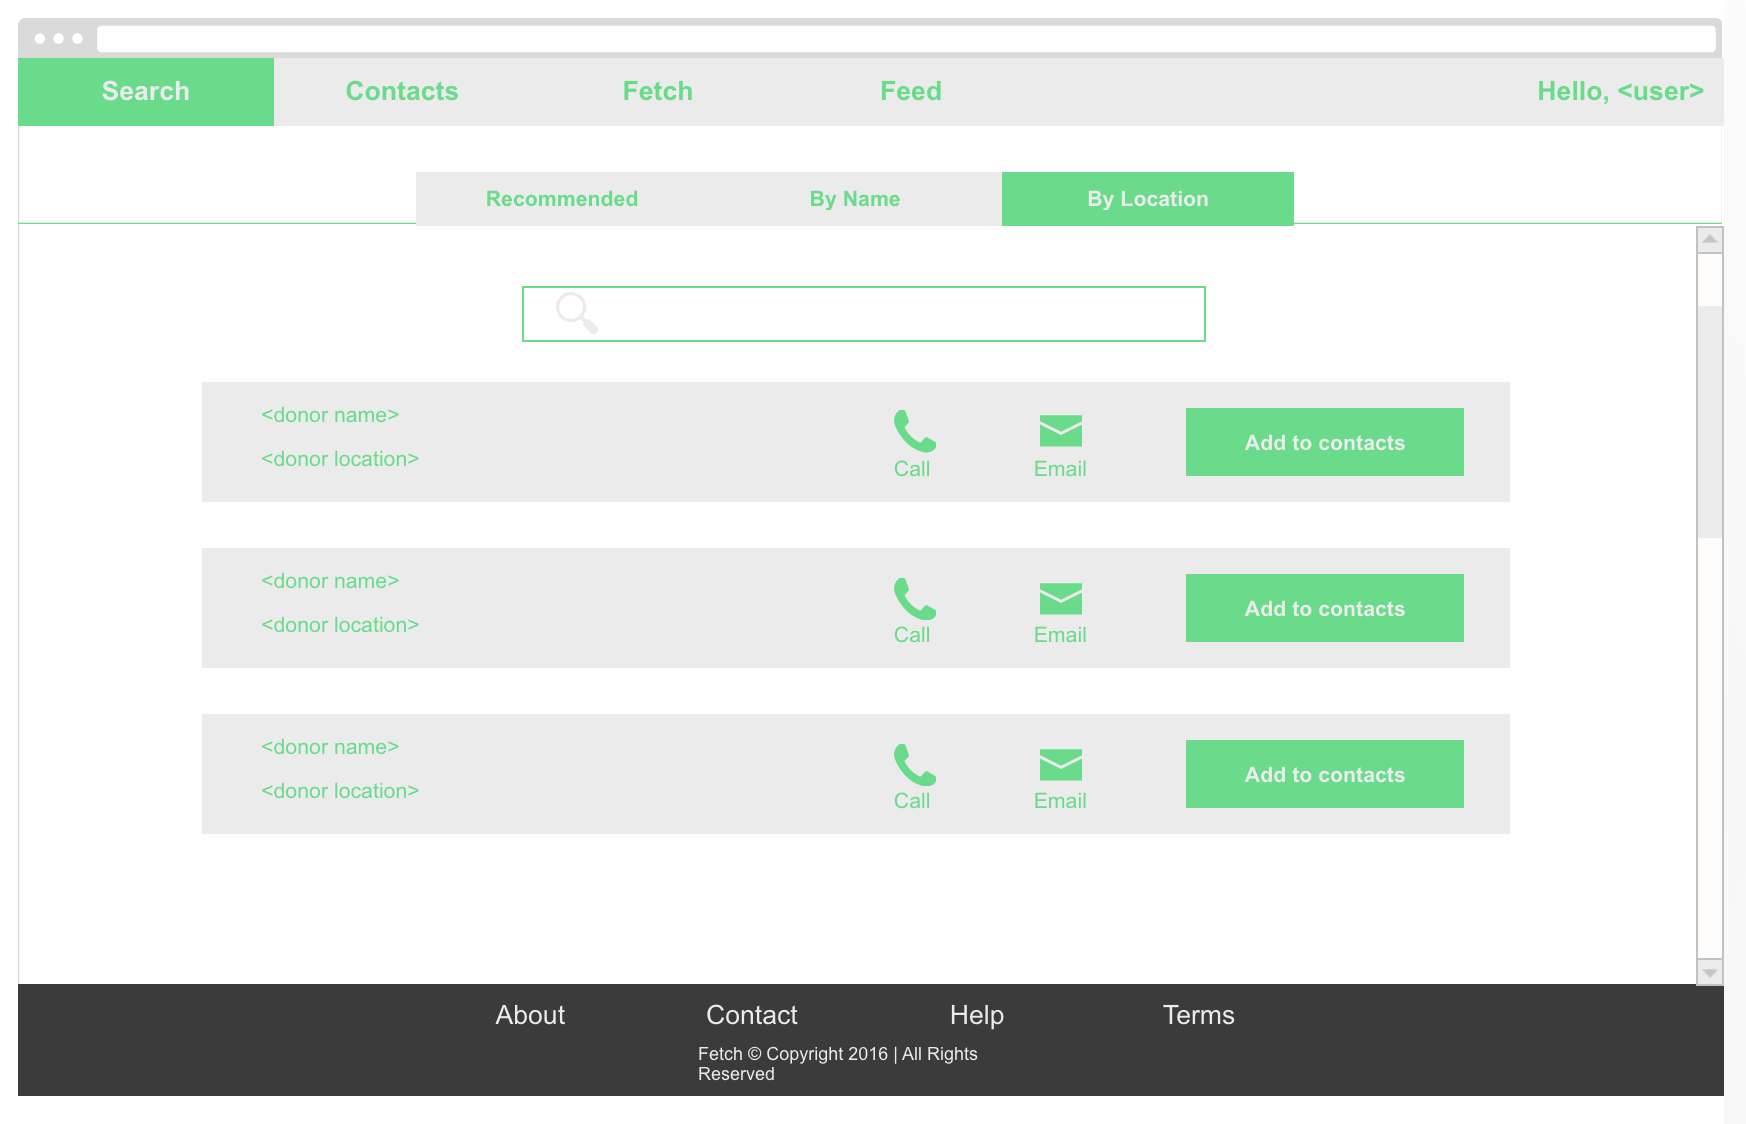 Search Contacts Fetch Feed Hello, <user>
Recommended By Name By Location
<donor name>
<donor location>
Call Email Add to contacts
<donor name>
<donor location>
Call Email Add to contacts
<donor name>
<donor location>
Call Email Add to contacts
About Contact Help Terms
Fetch © Copyright 2016 | All Rights
Reserved